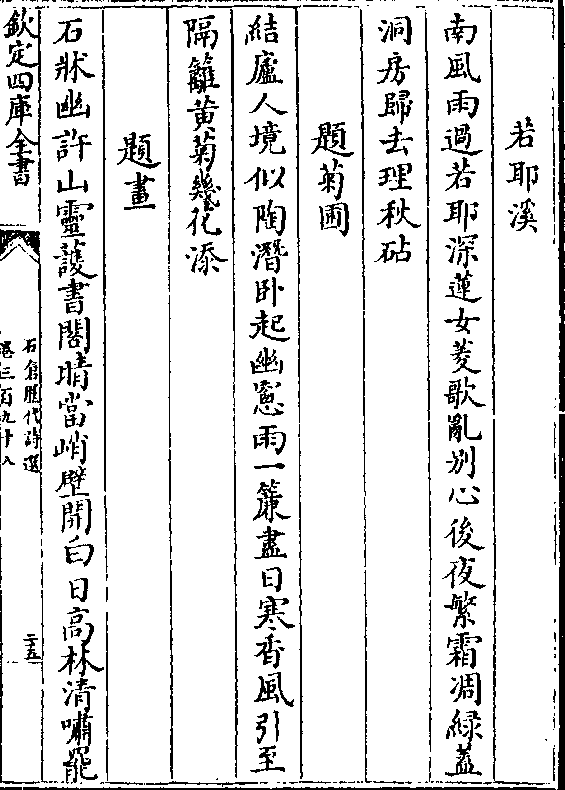 若耶溪
南風雨過若耶深蓮女菱歌亂别心後夜繁霜凋緑蓋
洞房歸去理秋砧
題菊圃
結廬人境似陶潛卧起幽窓雨一簾盡日寒香風引至
隔籬黄菊幾花添
題畫
石牀幽許山靈護書閣晴當峭壁開白日高林清嘯罷
欽定四庫全書
石倉歴代詩選
卷三百九十八
二五